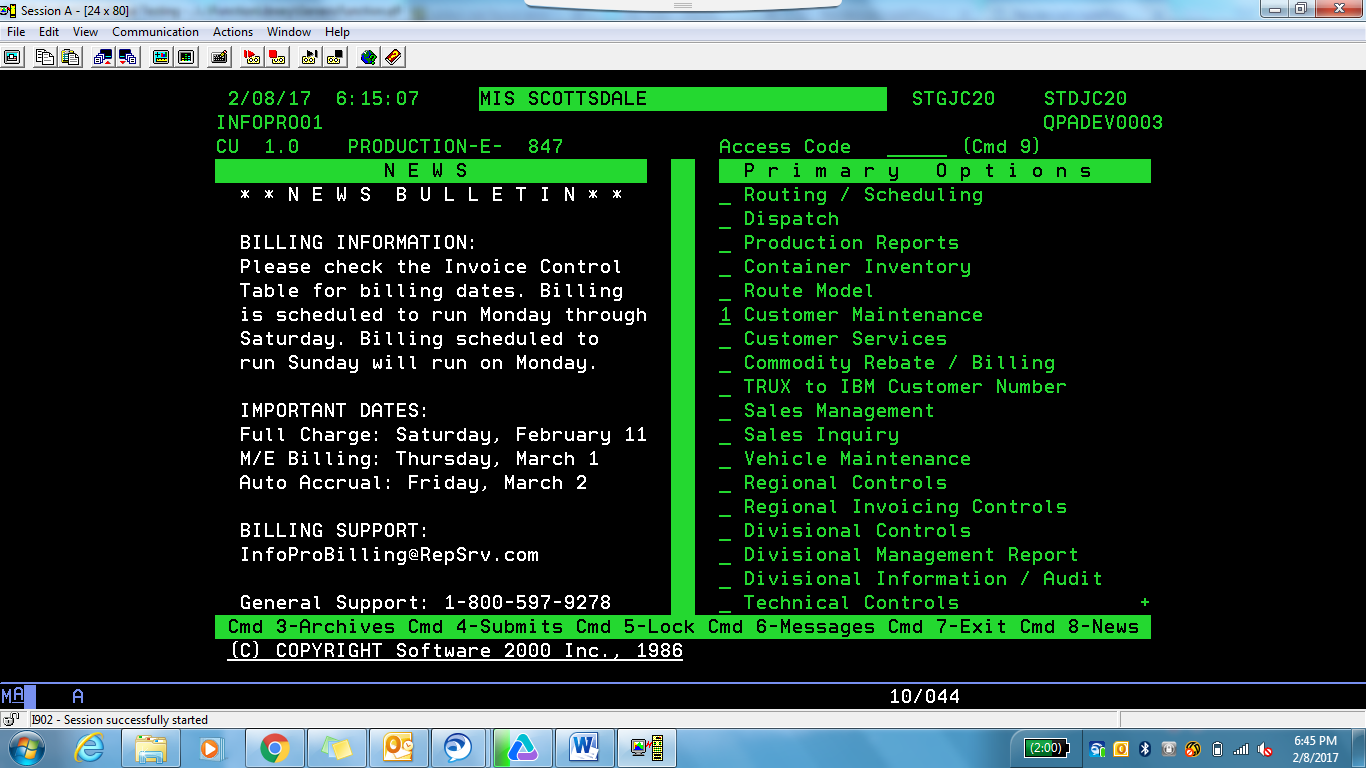 Session A - [24 x 80]
File Edit View Communication Actions Window Help
2/08/17 6:15:07 MIS SCOTTSDALE STGJC20 STDJC20
INFOPRO01 QPADEV0003
CU 1.0 PRODUCTION-E- 847 Access Code ______ (Cmd 9)
N E W S P r i m a r y O p t i o n s
* * N E W S B U L L E T I N * * _ Routing / Scheduling
_ Dispatch
BILLING INFORMATION: _ Production Reports
Please check the Invoice Control _ Container Inventory
Table for billing dates. Billing _ Route Model
is scheduled to run Monday through 1 Customer Maintenance
Saturday. Billing scheduled to _ Customer Services
run Sunday will run on Monday. _ Commodity Rebate / Billing
_ TRUX to IBM Customer Number
IMPORTANT DATES: _ Sales Management
Full Charge: Saturday, February 11 _ Sales Inquiry
M/E Billing: Thursday, March 1 _ Vehicle Maintenance
Auto Accrual: Friday, March 2 _ Regional Controls
_ Regional Invoicing Controls
BILLING SUPPORT: _ Divisional Controls
InfoProBilling@RepSrv.com _ Divisional Management Report
_ Divisional Information / Audit
General Support: 1-800-597-9278 _ Technical Controls +
Cmd 3-Archives Cmd 4-Submits Cmd 5-Lock Cmd 6-Messages Cmd 7-Exit Cmd 8-News
(C) COPYRIGHT Software 2000 Inc., 1986
MA A 10/044
I902 - Session successfully started
(2:00) 6:45 PM
2/8/2017